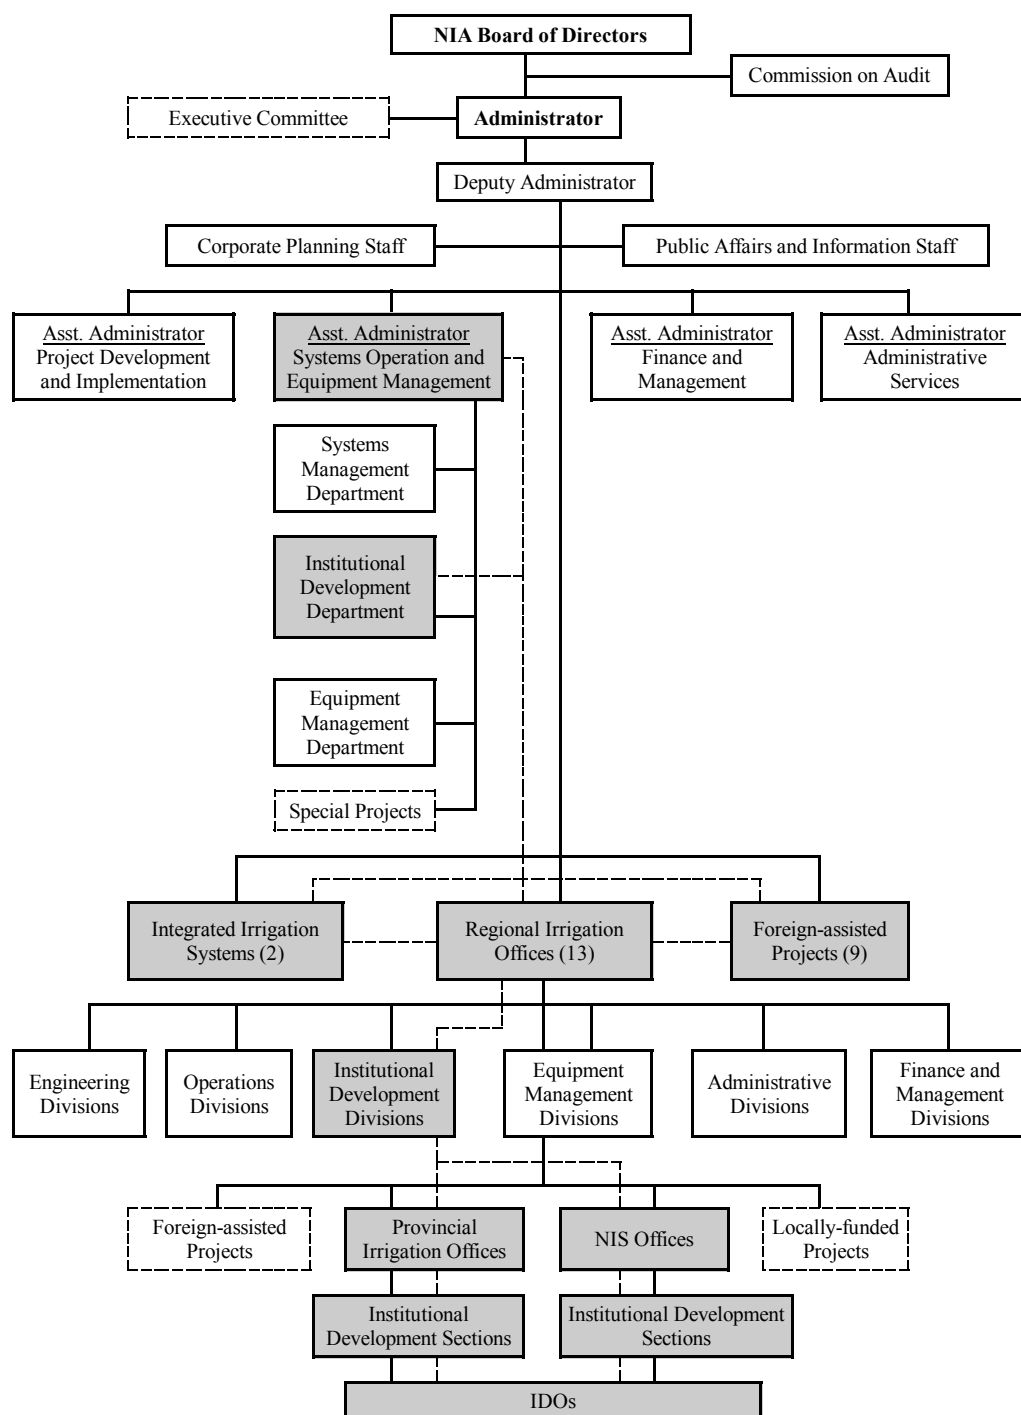 NIA Board of Directors
Commission on Audit
Executive Committee
Administrator
Deputy Administrator
Corporate Planning Staff
Public Affairs and Information Staff
Asst. Administrator
Project Development
and Implementation
Asst. Administrator
Systems Operation and
Equipment Management
Asst. Administrator
Finance and
Management
Asst. Administrator
Administrative
Services
Systems
Management
Department
Institutional
Development
Department
Equipment
Management
Department
Special Projects
Integrated Irrigation
Systems (2)
Regional Irrigation
Offices (13)
Foreign-assisted
Projects (9)
Engineering
Divisions
Operations
Divisions
Institutional
Development
Divisions
Equipment
Management
Divisions
Administrative
Divisions
Finance and
Management
Divisions
Foreign-assisted
Projects
Provincial
Irrigation Offices
NIS Offices
Locally-funded
Projects
Institutional
Development Sections
Institutional Development
Sections
IDOs